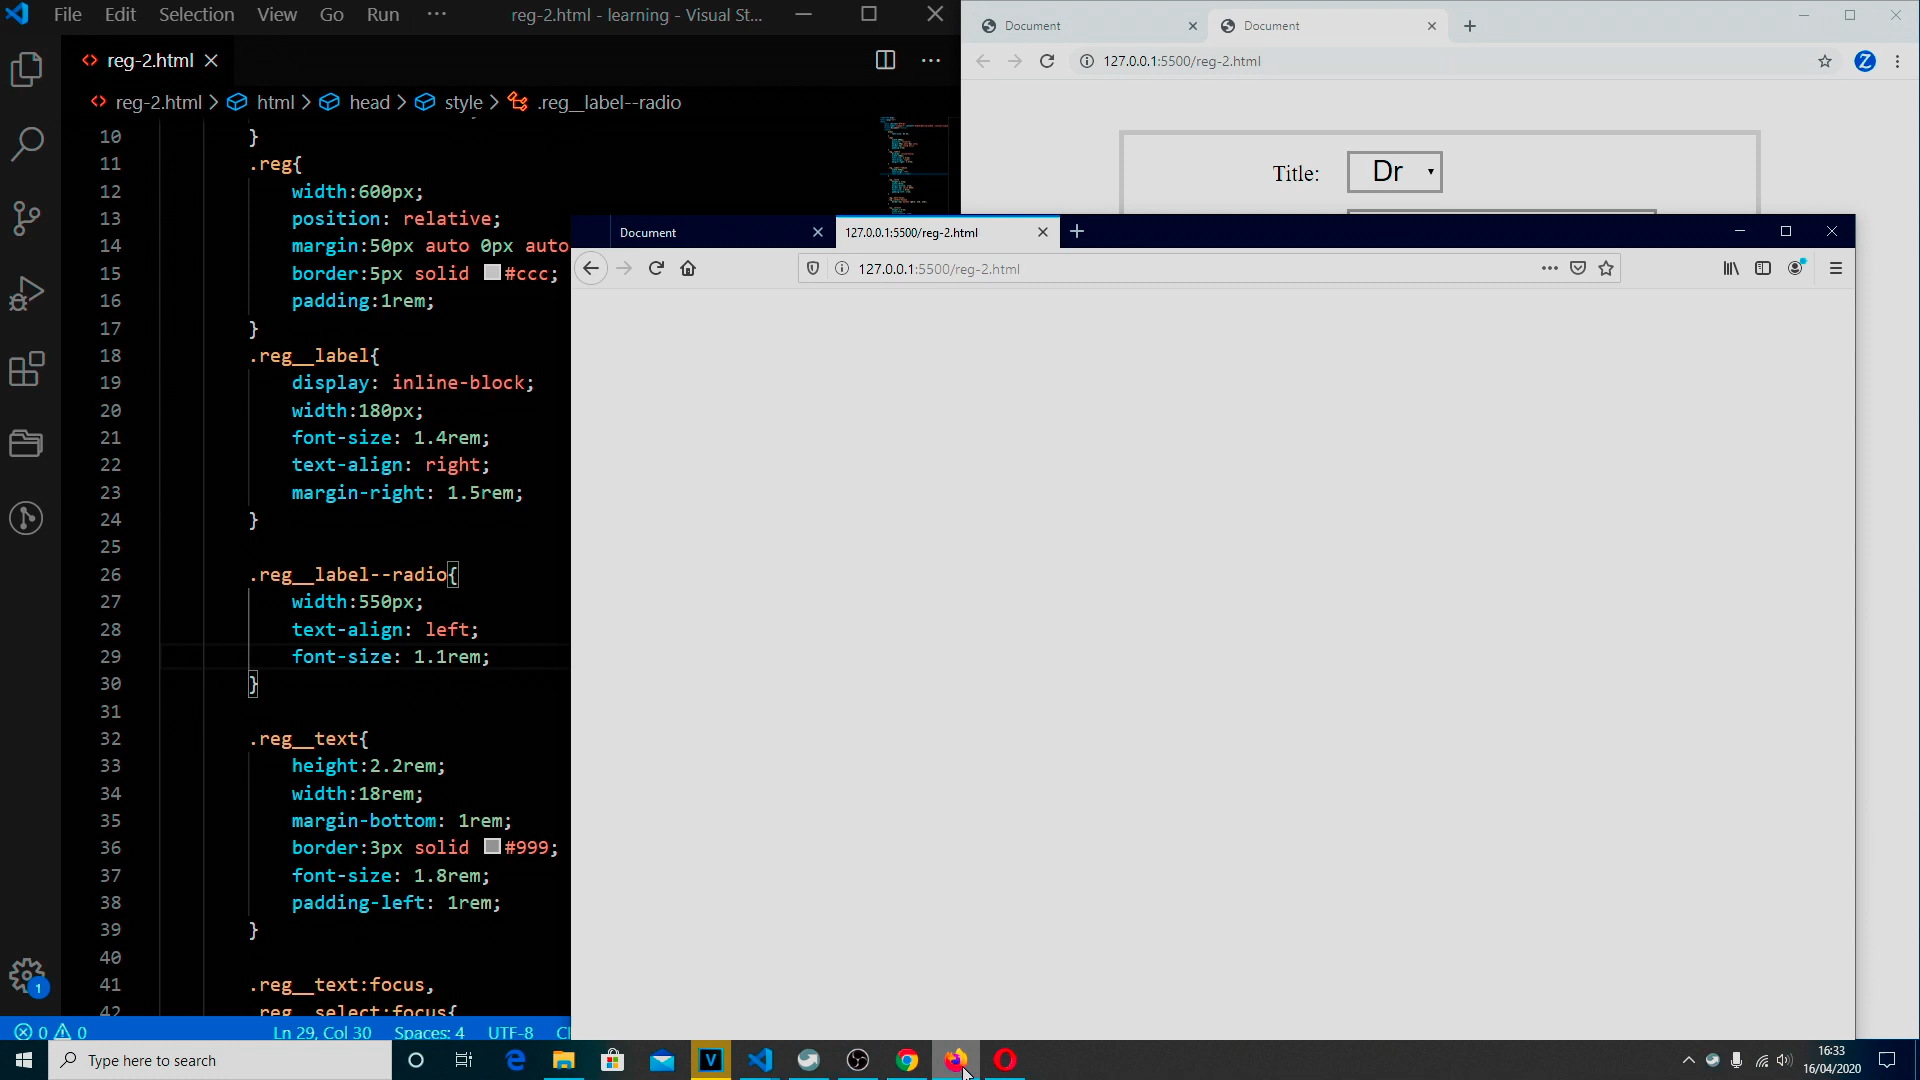 File Edit Selection View Go Run ··· reg-2.html - learning - Visual St...
reg-2.html
reg-2.html > html > head > style > .reg__label--radio
10 }
11 .reg{
12 width:600px;
13 position: relative;
14 margin:50px auto 0px auto
15 border:5px solid #ccc;
16 padding:1rem;
17 }
18 .reg__label{
19 display: inline-block;
20 width:180px;
21 font-size: 1.4rem;
22 text-align: right;
23 margin-right: 1.5rem;
24 }
25
26 .reg__label--radio{
27 width:550px;
28 text-align: left;
29 font-size: 1.1rem;
30 }
31
32 .reg__text{
33 height:2.2rem;
34 width:18rem;
35 margin-bottom: 1rem;
36 border:3px solid #999;
37 font-size: 1.8rem;
38 padding-left: 1rem;
39 }
40
41 .reg__text:focus,
42 .reg__select:focus{
1
0 0 Ln 29, Col 30 Spaces: 4 UTF-8
Document Document
127.0.0.1:5500/reg-2.html
Z
Title: Dr
Document 127.0.0.1:5500/reg-2.html
127.0.0.1:5500/reg-2.html
Type here to search
V
16:33
16/04/2020